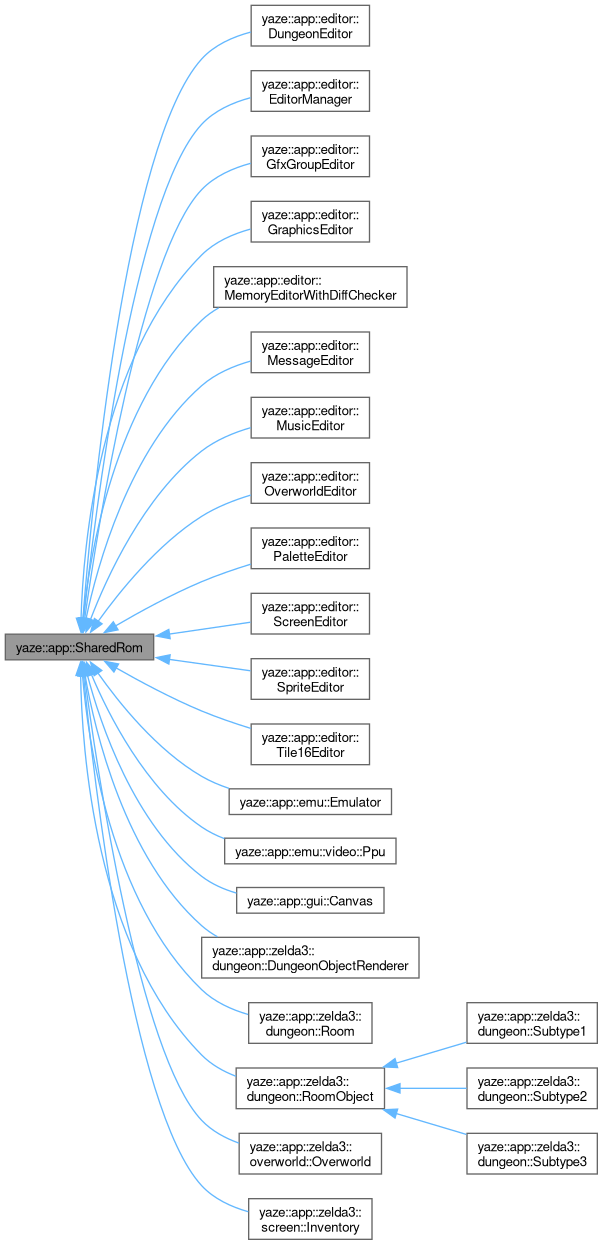 yaze::app::editor::
DungeonEditor
yaze::app::editor::
EditorManager
yaze::app::editor::
GfxGroupEditor
yaze::app::editor::
GraphicsEditor
yaze::app::editor::
MemoryEditorWithDiffChecker
yaze::app::editor::
MessageEditor
yaze::app::editor::
MusicEditor
yaze::app::editor::
OverworldEditor
yaze::app::editor::
PaletteEditor
yaze::app::editor::
ScreenEditor
yaze::app::SharedRom
yaze::app::editor::
SpriteEditor
yaze::app::editor::
Tile16Editor
yaze::app::emu::Emulator
yaze::app::emu::video::Ppu
yaze::app::gui::Canvas
yaze::app::zelda3::
dungeon::DungeonObjectRenderer
yaze::app::zelda3::
dungeon::Room
yaze::app::zelda3::
dungeon::Subtype1
yaze::app::zelda3::
dungeon::RoomObject
yaze::app::zelda3::
dungeon::Subtype2
yaze::app::zelda3::
overworld::Overworld
yaze::app::zelda3::
dungeon::Subtype3
yaze::app::zelda3::
screen::Inventory